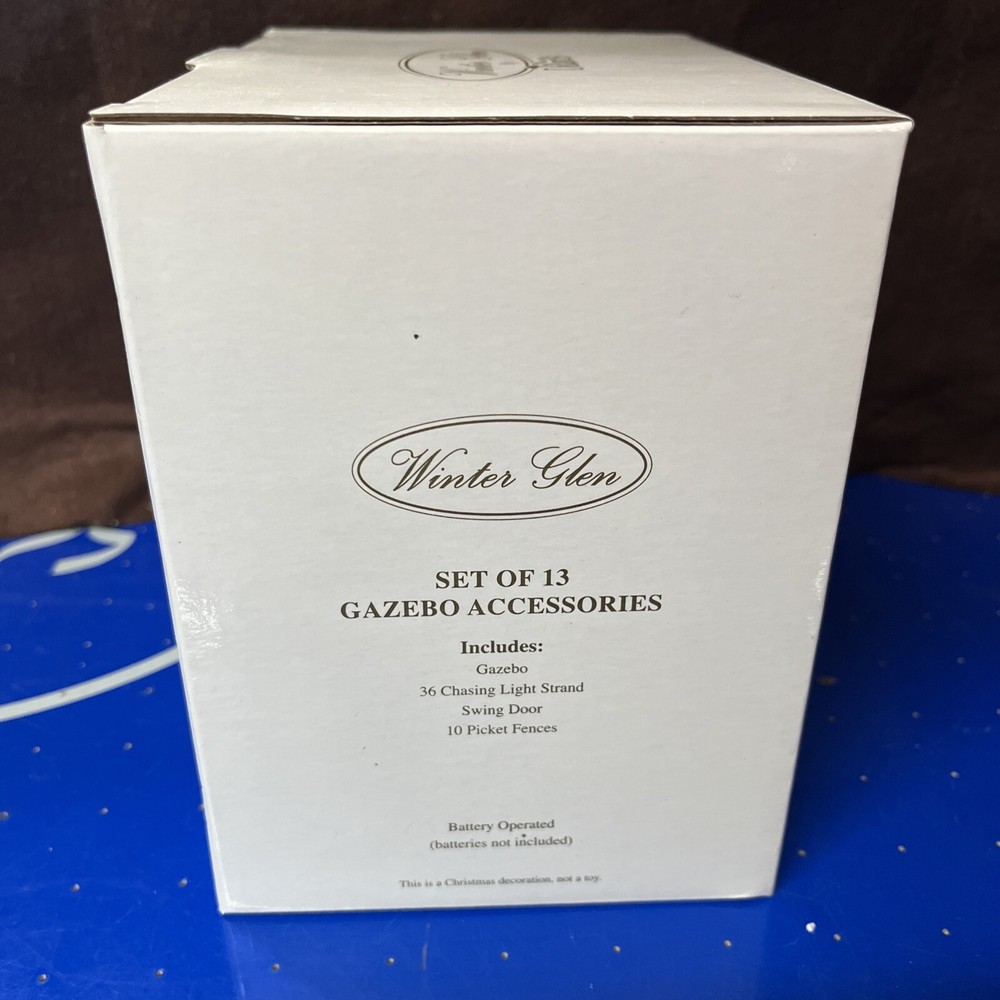 Winter Glen
SET OF 13
GAZEBO ACCESSORIES
Includes:
Gazebo
36 Chasing Light Strand
Swing Door
10 Picket Fences
Battery Operated
(batteries not included)
This is a Christmas decoration, not a toy.